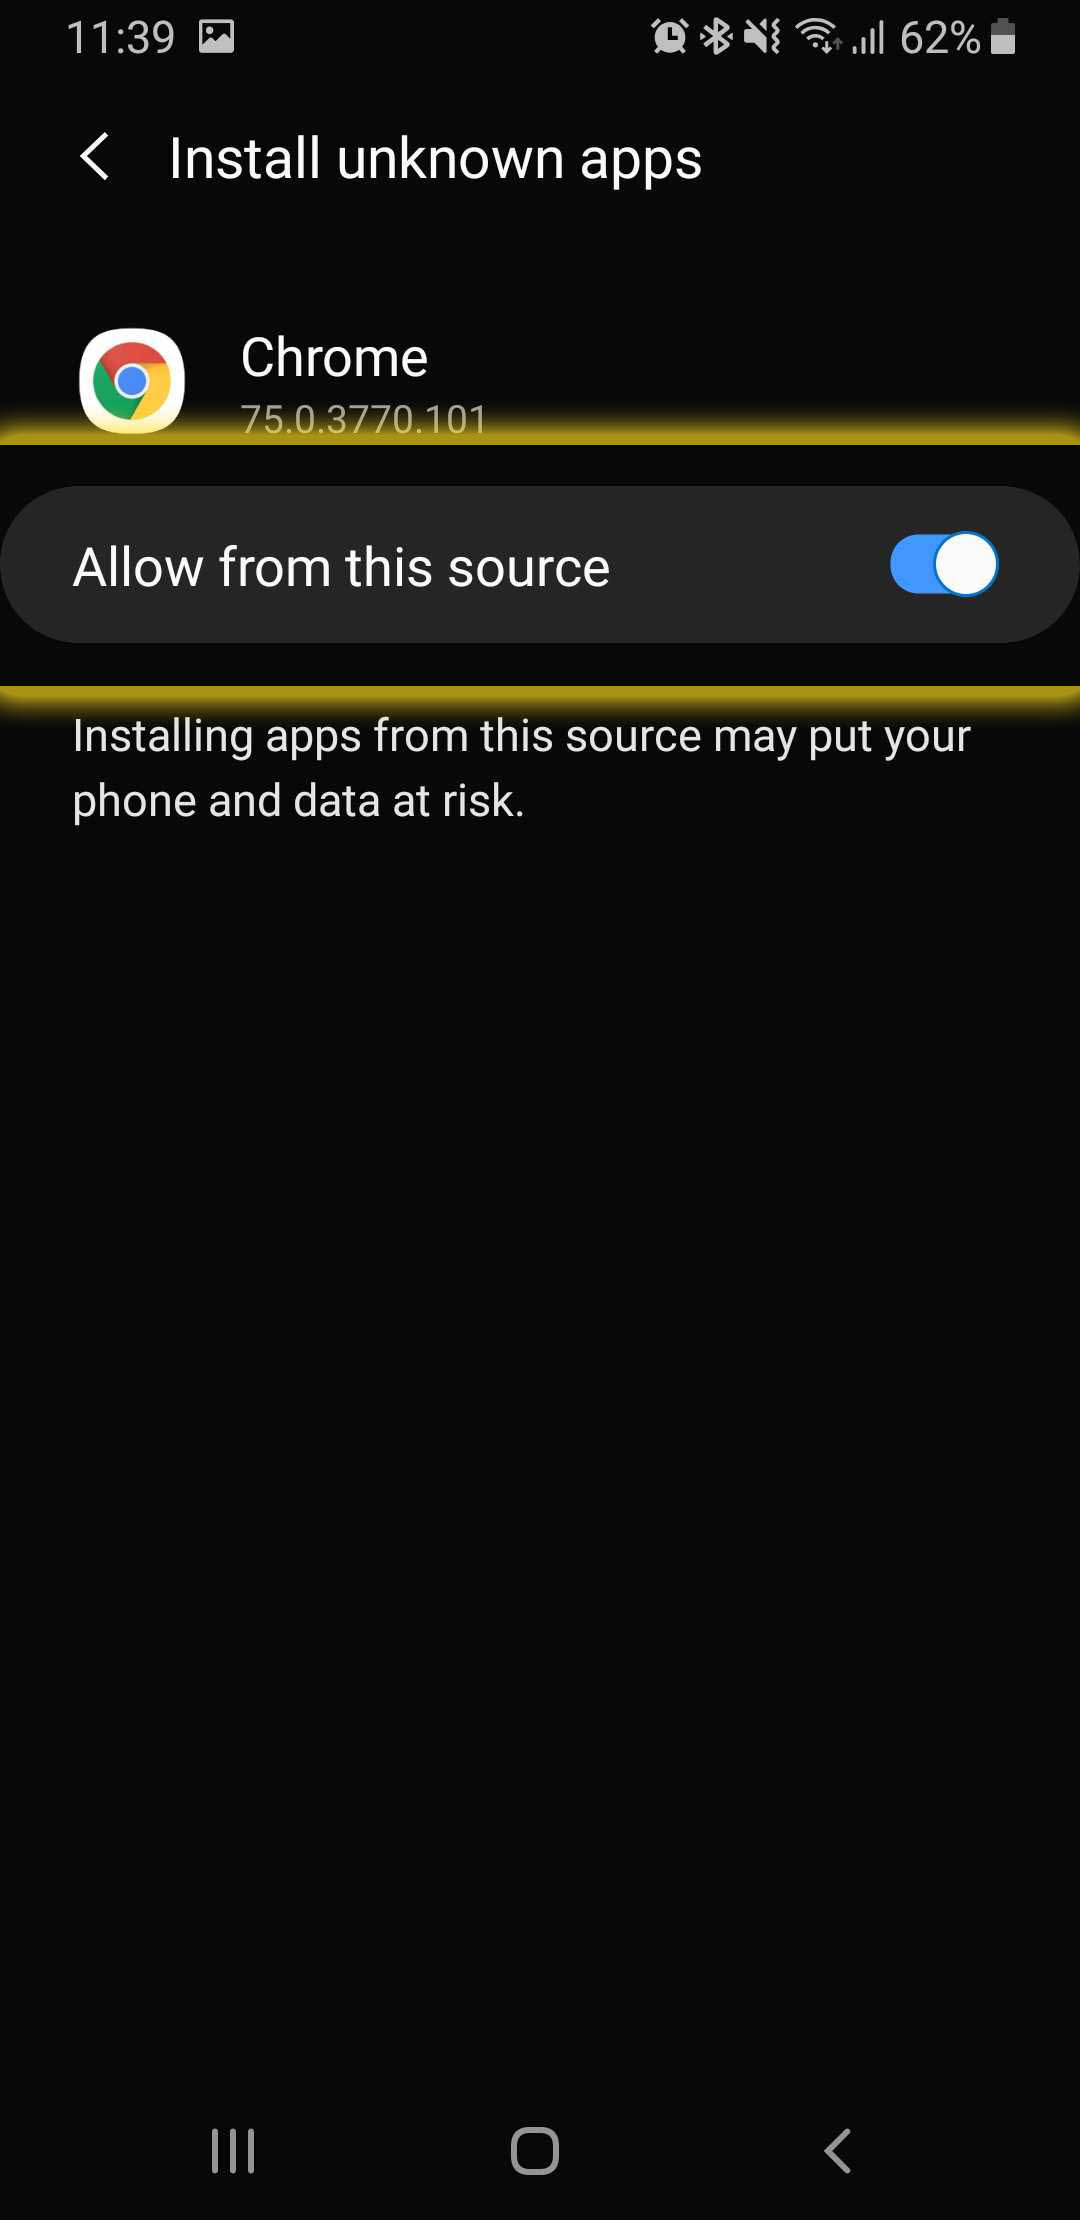 11:39 62%
Install unknown apps
Chrome
75.0.3770.101
Allow from this source
Installing apps from this source may put your
phone and data at risk.